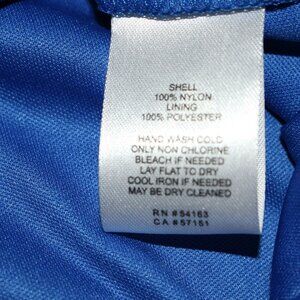 SHELL
100% NYLON
LINING
100% POLYESTER
HAND WASH COLD
ONLY NON CHLORINE
BLEACH IF NEEDED
LAY FLAT TO DRY
COOL IRON IF NEEDED
MAY BE DRY CLEANED
RN #54163
CA #57151